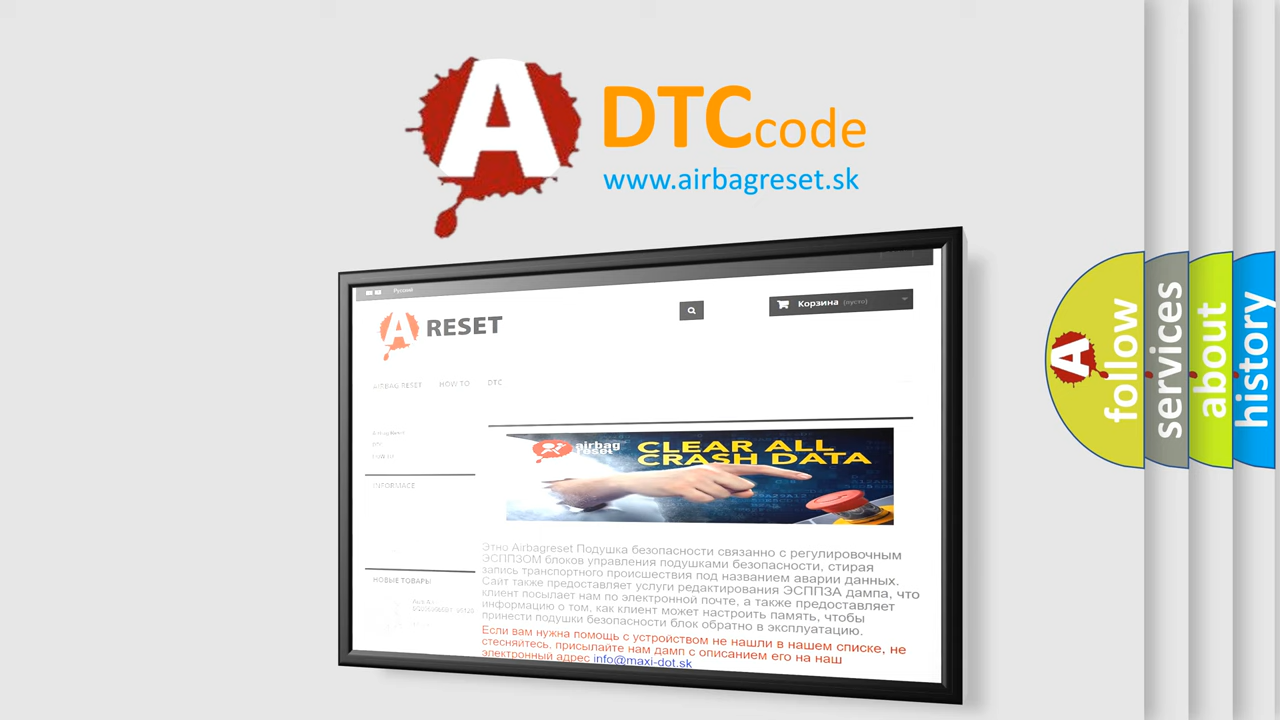 A DTCcode
www.airbagreset.sk
Русский
A RESET
Корзина (пусто)
AIRBAG RESET HOW TO DTC
INFORMACE
НОВЫЕ ТОВАРЫ
airbag
reset
CLEAR ALL
CRASH DATA
Этно Airbagreset Подушка безопасности связанно с регулировочным
ЭСППЗОМ блоков управления подушками безопасности, стирая
запись транспортного происшествия под названием аварии данных.
Сайт также предоставляет услуги редактирования ЭСППЗА дампа, что
клиент посылает нам по электронной почте, а также предоставляет
информацию о том, как клиент может настроить память, чтобы
принести подушки безопасности блок обратно в эксплуатацию.
Если вам нужна помощь с устройством не нашли в нашем списке, не
стесняйтесь, присылайте нам дамп с описанием его на наш
электронный адрес info@maxi-dot.sk
A follow
services
about
history